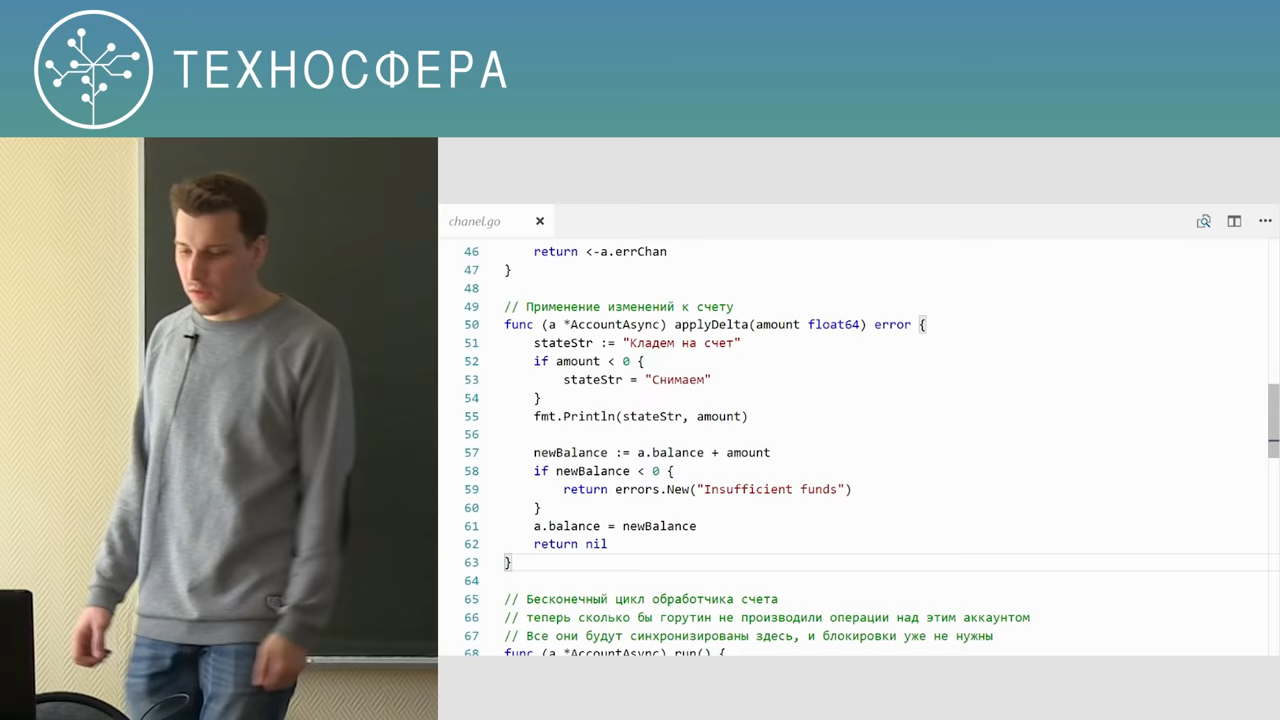 ТЕХНОСФЕРА
chanel.go
46 return <-a.errChan
47 }
48
49 // Применение изменений к счету
50 func (a *AccountAsync) applyDelta(amount float64) error {
51 stateStr := "Кладем на счет"
52 if amount < 0 {
53 stateStr = "Снимаем"
54 }
55 fmt.Println(stateStr, amount)
56
57 newBalance := a.balance + amount
58 if newBalance < 0 {
59 return errors.New("Insufficient funds")
60 }
61 a.balance = newBalance
62 return nil
63 }
64
65 // Бесконечный цикл обработчика счета
66 // теперь сколько бы горутин не производили операции над этим аккаунтом
67 // Все они будут синхронизированы здесь, и блокировки уже не нужны
68 func (a *AccountAsync) run() {